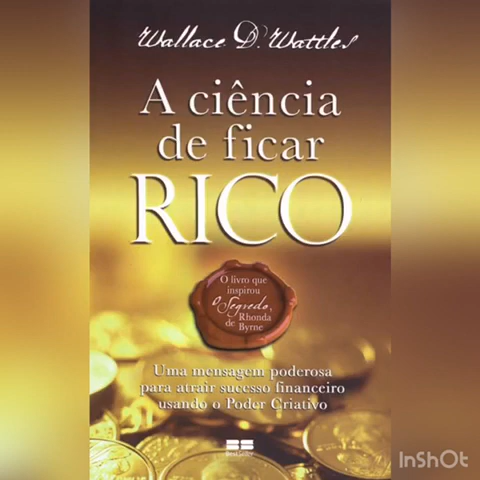 Wallace D. Wattles
A ciência
de ficar
RICO
O livro que
inspirou
O Segredo,
de Rhonda
Byrne
Uma mensagem poderosa
para atrair sucesso financeiro
usando o Poder Criativo
BestSeller
InShOt